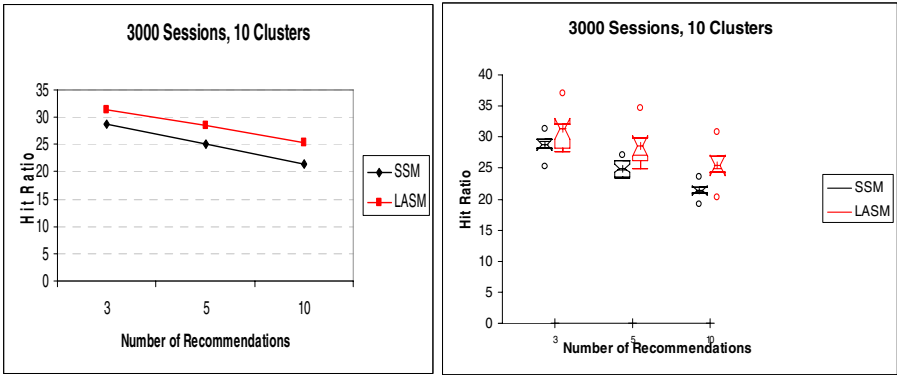 3000 Sessions, 10 Clusters
35
30
25
20
15
10
5
0
Hit Ratio
3
5
10
Number of Recommendations
SSM
LASM
3000 Sessions, 10 Clusters
40
35
30
25
20
15
10
5
0
Hit Ratio
3
5
10
Number of Recommendations
SSM
LASM